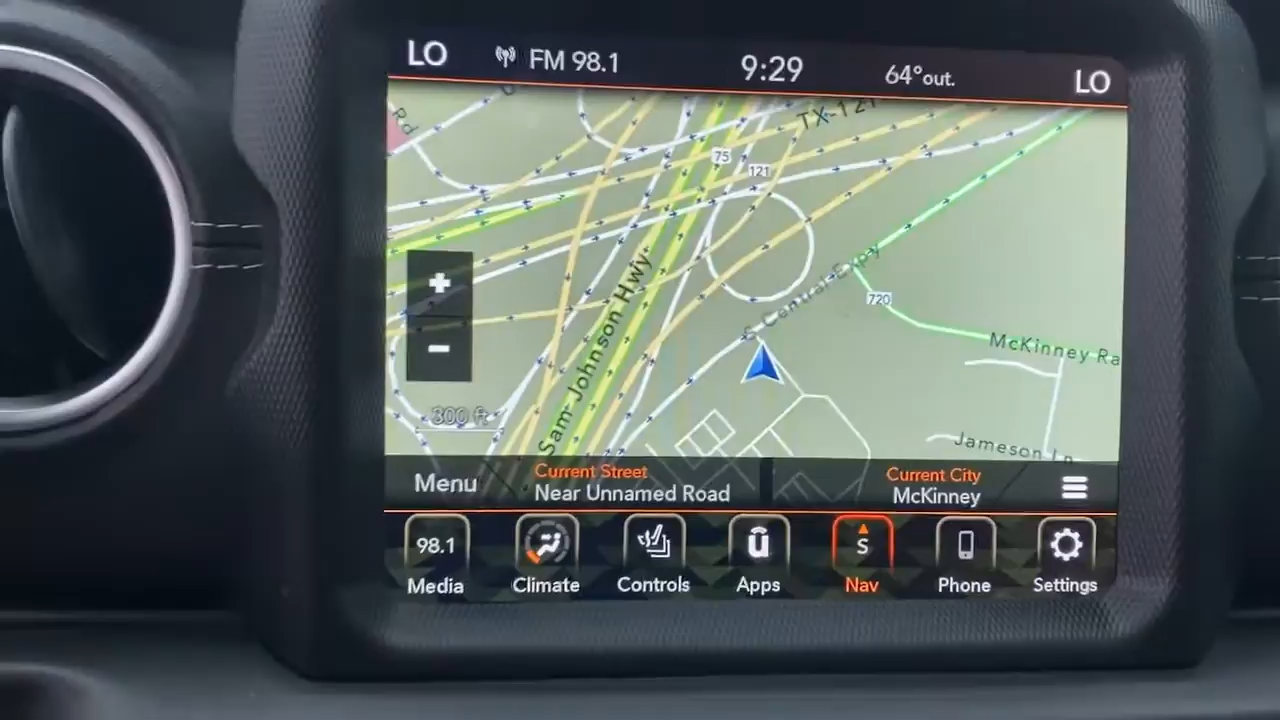 LO
FM 98.1
9:29
64°out.
LO
Rd
TX-121
75
121
Sam Johnson Hwy
S Central Expy
720
McKinney Ra
Jameson Ln
+
−
300 ft
Menu
Current Street
Near Unnamed Road
Current City
McKinney
98.1
S
Media
Climate
Controls
Apps
Nav
Phone
Settings